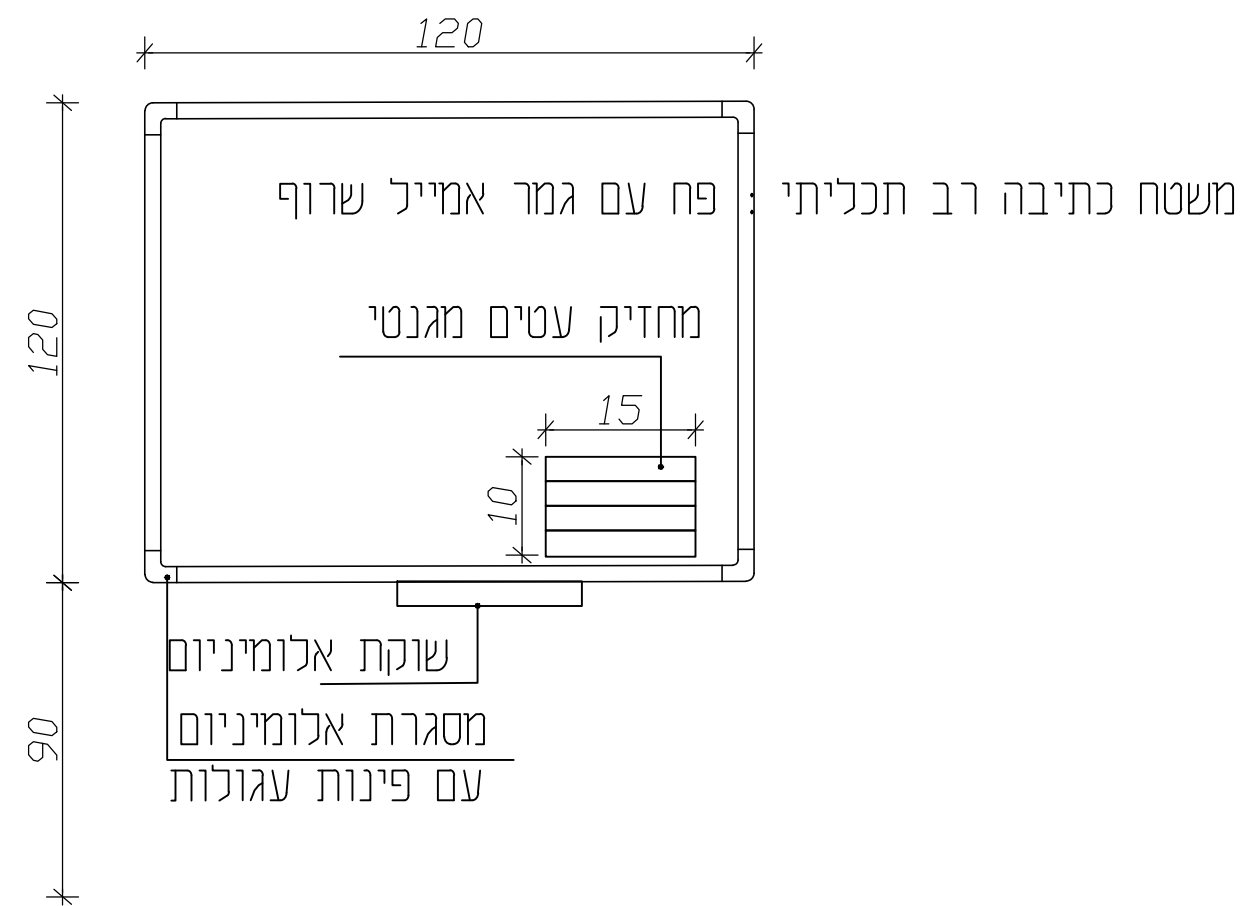 120
משטח כתיבה רב תכליתי : פח עם גמר אמייל שרוף
120
מחזיק עטים מגנטי
15
10
שוקת אלומיניום
מסגרת אלומיניום
עם פינות עגולות
90